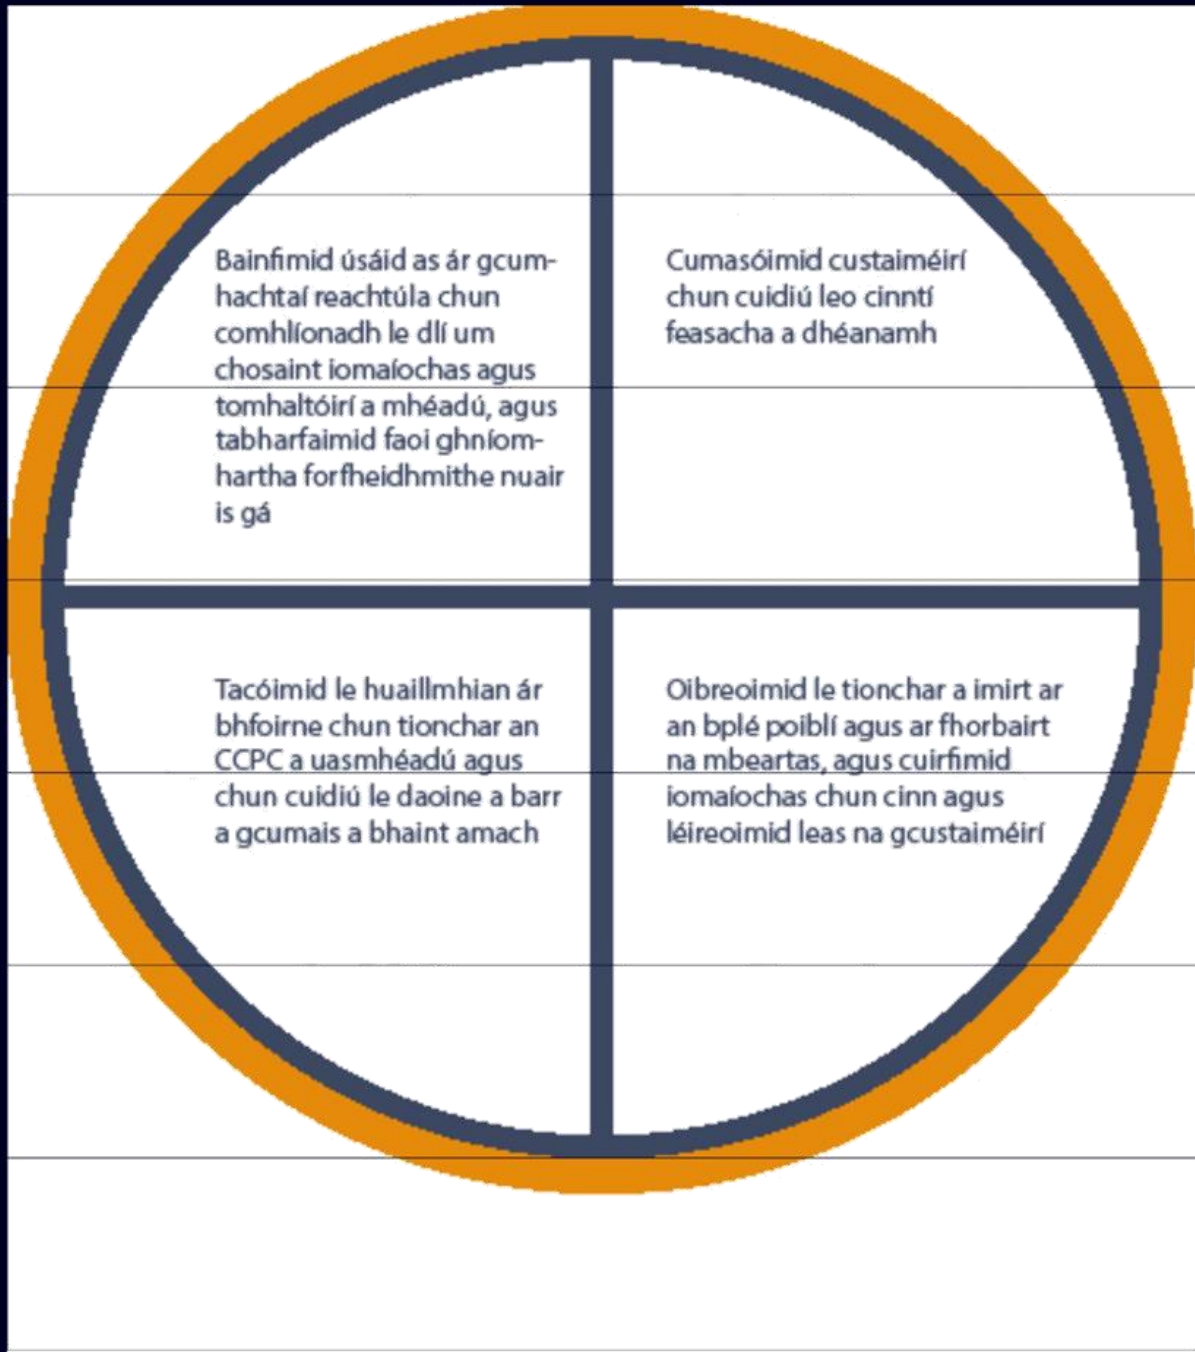 Bainfimid úsáid as ár gcum-
hachtaí reachtúla chun
comhlíonadh le dlí um
chosaint iomaíochas agus
tomhaltóirí a mhéadú, agus
tabharfaimid faoi ghníom-
hartha forfheidhmithe nuair
is gá
Cumasóimid custaiméirí
chun cuidiú leo cinntí
feasacha a dhéanamh
Tacóimid le huaillmhian ár
bhfoirne chun tionchar an
CCPC a uasmhéadú agus
chun cuidiú le daoine a barr
a gcumais a bhaint amach
Oibreoimid le tionchar a imirt ar
an bplé poiblí agus ar fhorbairt
na mbeartas, agus cuirfimid
iomaíochas chun cinn agus
léireoimid leas na gcustaiméirí